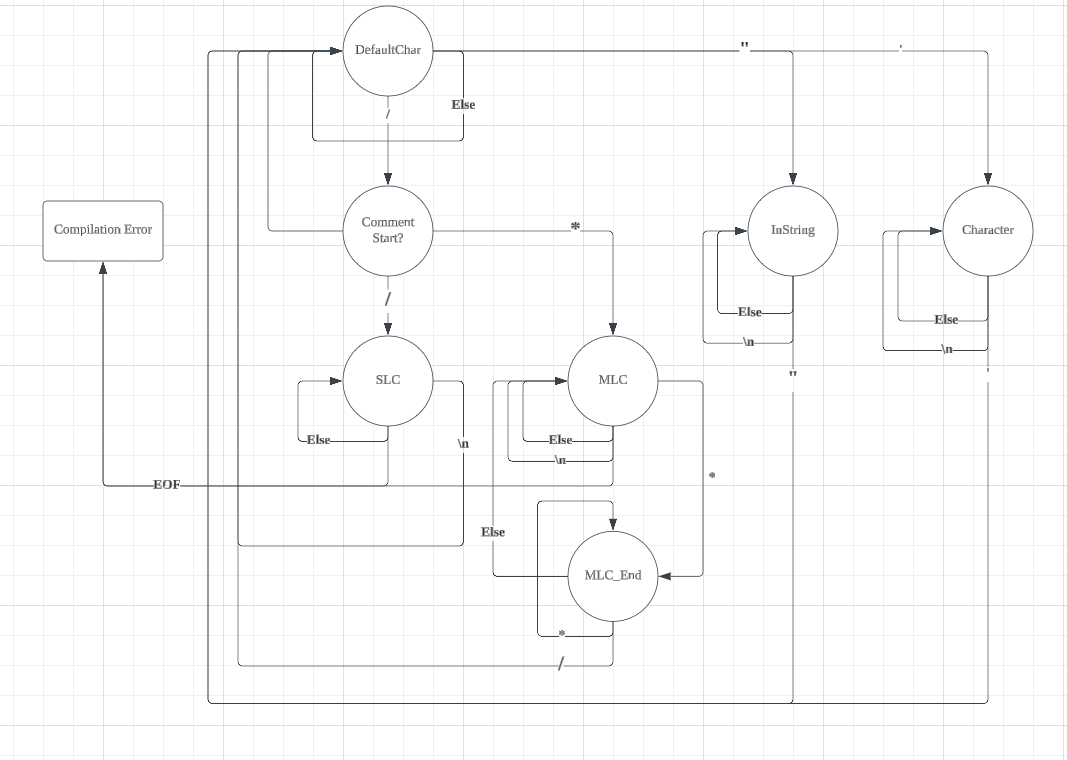 DefaultChar
"
'
Else
/
Compilation Error
Comment
Start?
*
InString
Character
/
Else
\n
Else
\n
"
'
SLC
MLC
Else
\n
Else
\n
*
EOF
Else
MLC_End
*
/